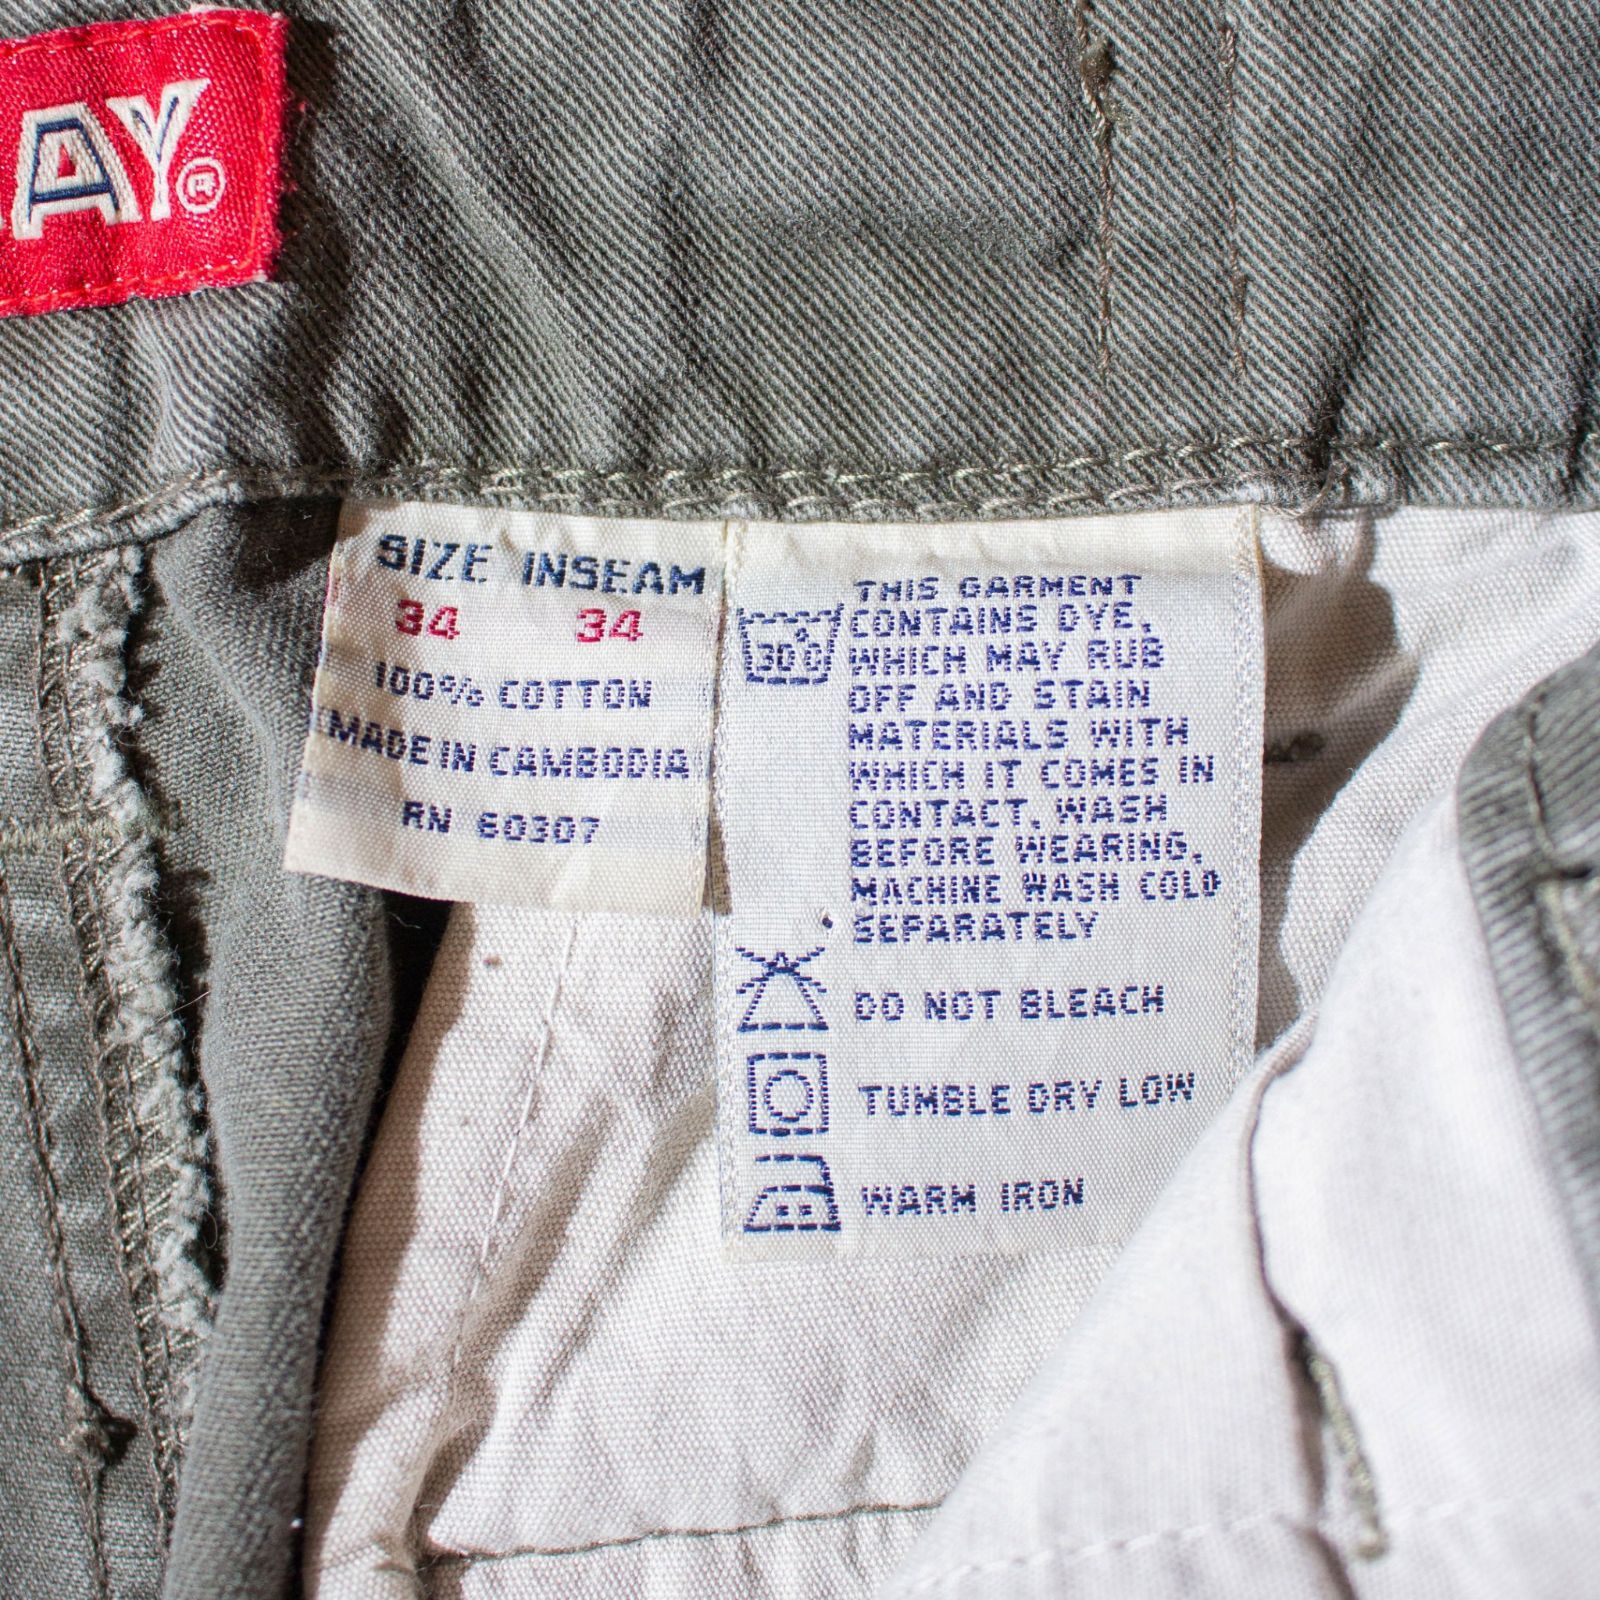 AY®
SIZE INSEAM
34 34
100% COTTON
MADE IN CAMBODIA
RN 60307
30°C
THIS GARMENT
CONTAINS DYE,
WHICH MAY RUB
OFF AND STAIN
MATERIALS WITH
WHICH IT COMES IN
CONTACT, WASH
BEFORE WEARING,
MACHINE WASH COLD
SEPARATELY
DO NOT BLEACH
TUMBLE DRY LOW
WARM IRON